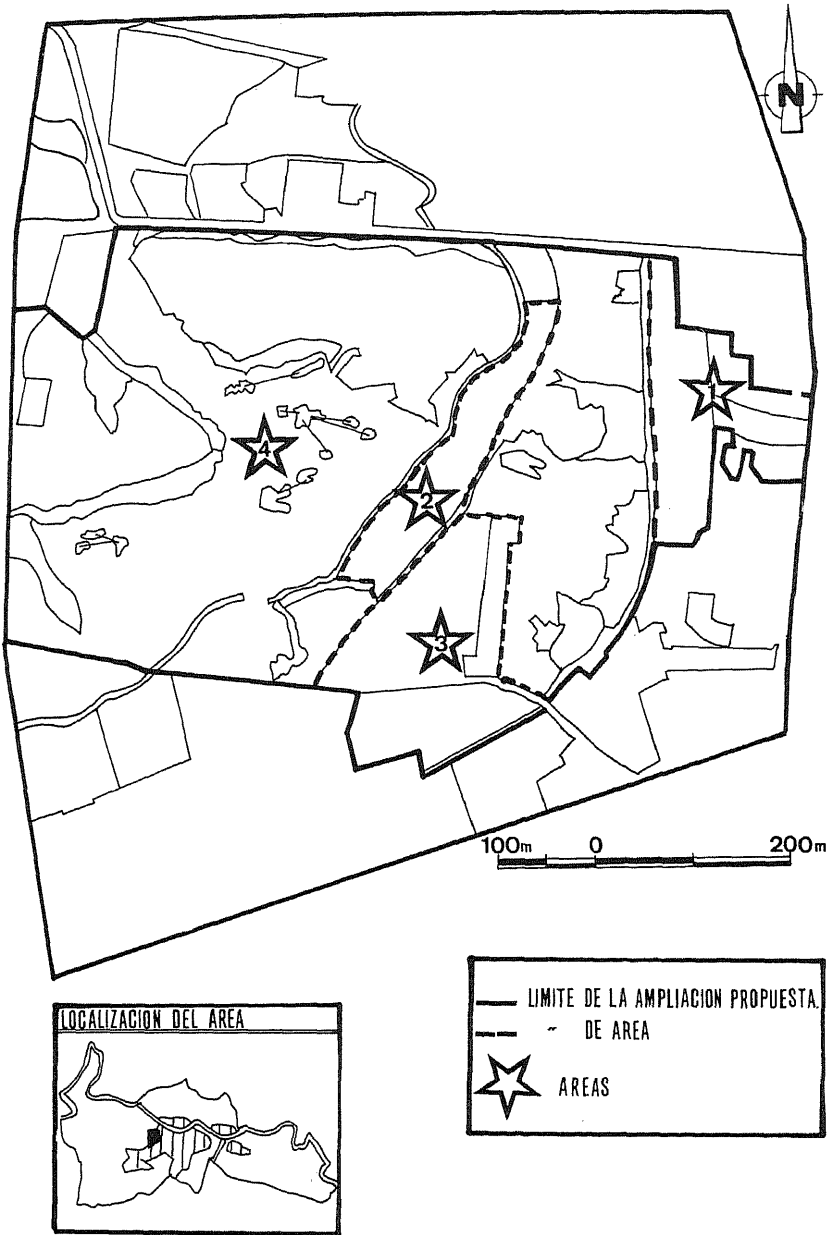 N
1
4
2
3
100m 0 200m
LIMITE DE LA AMPLIACION PROPUESTA.
" DE AREA
AREAS
LOCALIZACION DEL AREA